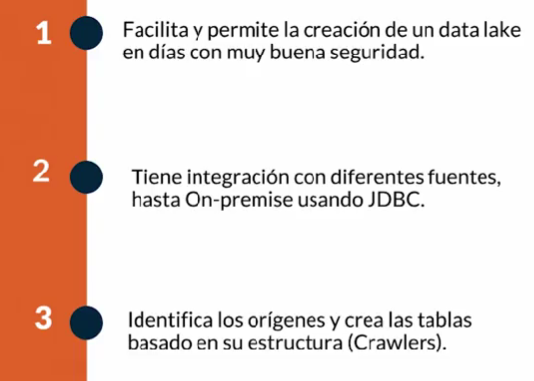 1
Facilita y permite la creación de un data lake
en días con muy buena seguridad.
2
Tiene integración con diferentes fuentes,
hasta On-premise usando JDBC.
3
Identifica los orígenes y crea las tablas
basado en su estructura (Crawlers).